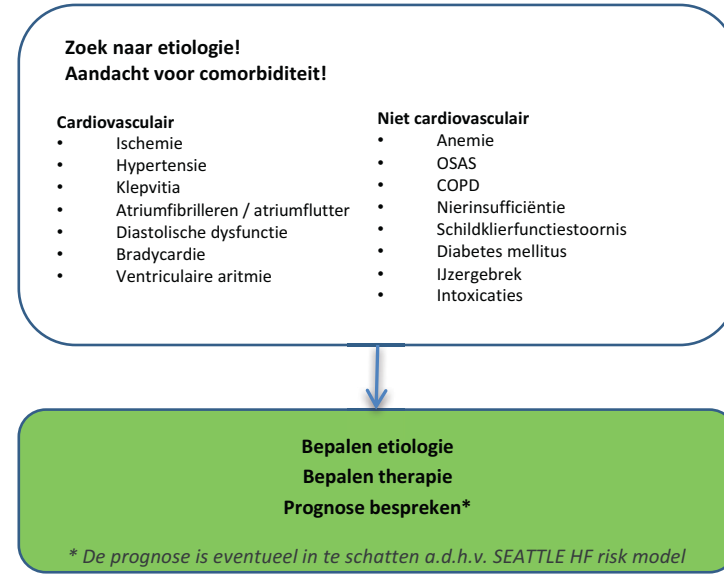 Zoek naar etiologie!
Aandacht voor comorbiditeit!
Cardiovasculair
• Ischemie
• Hypertensie
• Klepvitia
• Atriumfibrilleren / atriumflutter
• Diastolische dysfunctie
• Bradycardie
• Ventriculaire aritmie
Niet cardiovasculair
• Anemie
• OSAS
• COPD
• Nierinsufficiëntie
• Schildklierfunctiestoornis
• Diabetes mellitus
• IJzergebrek
• Intoxicaties
Bepalen etiologie
Bepalen therapie
Prognose bespreken*
* De prognose is eventueel in te schatten a.d.h.v. SEATTLE HF risk model